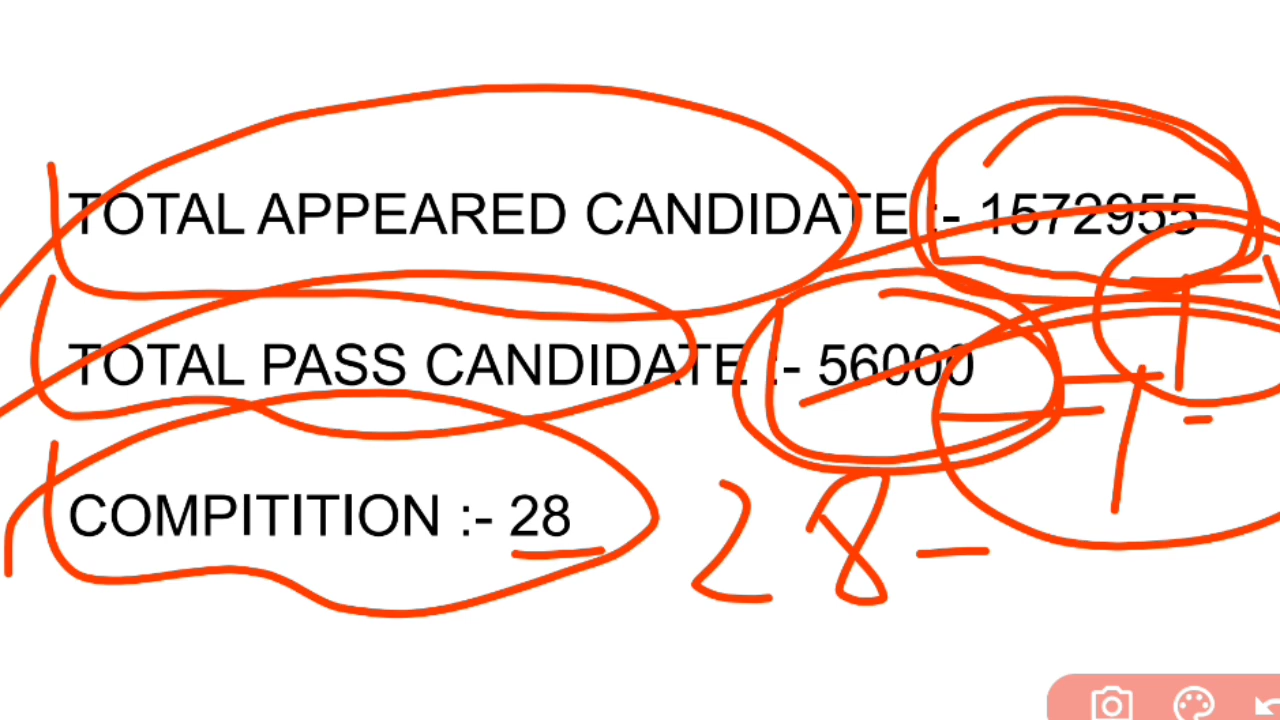 TOTAL APPEARED CANDIDATE :- 1572955
TOTAL PASS CANDIDATE :- 56000
COMPITITION :- 28
28-